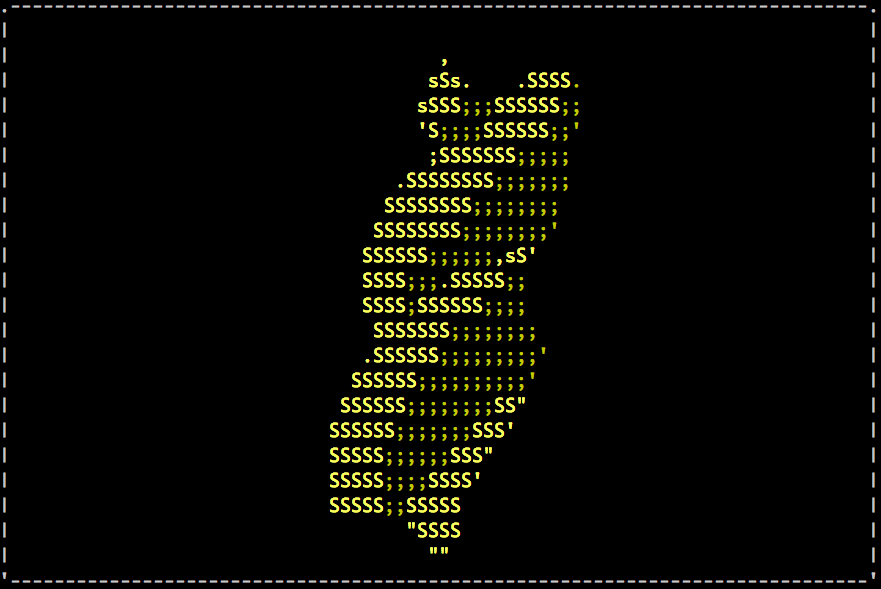 .------------------------------------------------------------------------------.
|                                                                              |
|                                       ,                                      |
|                                      sSs.    .SSSS.                          |
|                                     sSSS;;;SSSSSS;;                          |
|                                     'S;;;;SSSSSS;;'                          |
|                                      ;SSSSSSS;;;;;                           |
|                                   .SSSSSSSS;;;;;;;                           |
|                                  SSSSSSSS;;;;;;;;                            |
|                                 SSSSSSSS;;;;;;;;'                            |
|                                SSSSSS;;;;;;,sS'                              |
|                                SSSS;;;.SSSSS;;                               |
|                                SSSS;SSSSSS;;;;                               |
|                                 SSSSSSS;;;;;;;;                              |
|                                .SSSSSS;;;;;;;;;'                             |
|                               SSSSSS;;;;;;;;;;'                              |
|                              SSSSSS;;;;;;;;SS"                               |
|                             SSSSSS;;;;;;;SSS'                                |
|                             SSSSS;;;;;;SSS"                                  |
|                             SSSSS;;;;SSSS'                                   |
|                             SSSSS;;SSSSS                                     |
|                                    "SSSS                                     |
|                                      ""                                      |
'------------------------------------------------------------------------------'